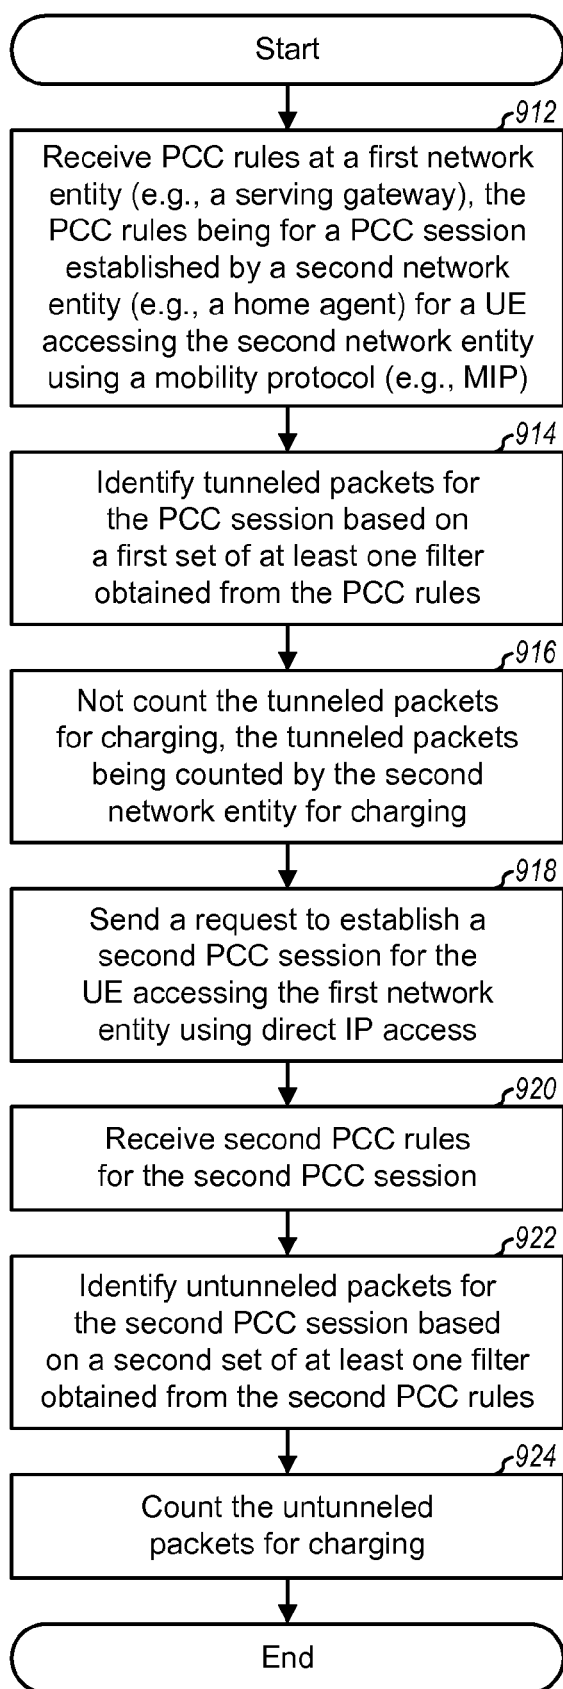 Start
912
Receive PCC rules at a first network
entity (e.g., a serving gateway), the
PCC rules being for a PCC session
established by a second network
entity (e.g., a home agent) for a UE
accessing the second network entity
using a mobility protocol (e.g., MIP)
914
Identify tunneled packets for
the PCC session based on
a first set of at least one filter
obtained from the PCC rules
916
Not count the tunneled packets
for charging, the tunneled packets
being counted by the second
network entity for charging
918
Send a request to establish a
second PCC session for the
UE accessing the first network
entity using direct IP access
920
Receive second PCC rules
for the second PCC session
922
Identify untunneled packets for
the second PCC session based
on a second set of at least one filter
obtained from the second PCC rules
924
Count the untunneled
packets for charging
End